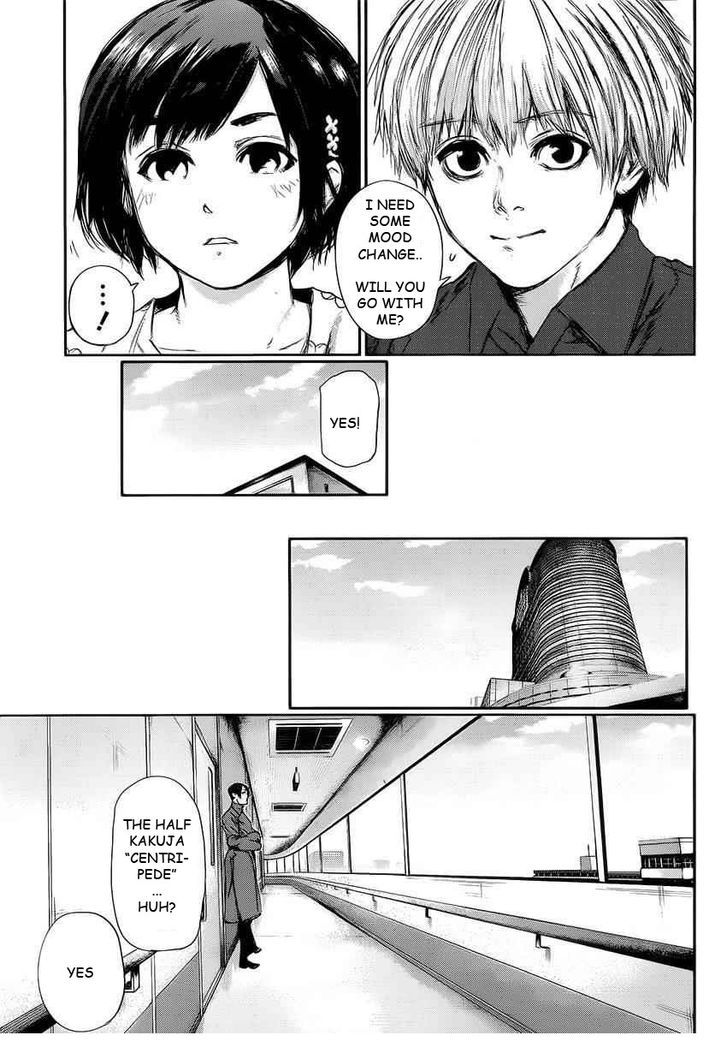 I NEED
SOME
MOOD
CHANGE..
WILL YOU
GO WITH
ME?
...!
YES!
THE HALF
KAKUJA
"CENTRI-
PEDE"
...
HUH?
YES